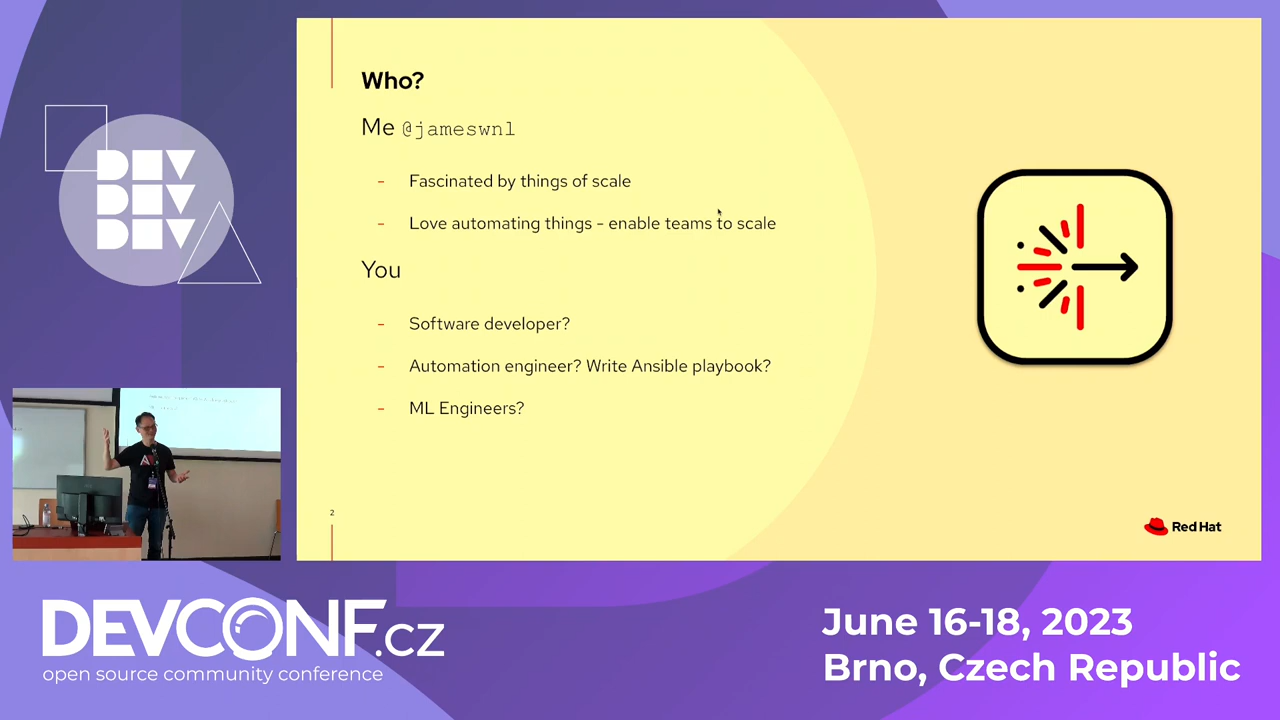 DEV
DEV
DEV
Who?
Me @jameswnl
- Fascinated by things of scale
- Love automating things - enable teams to scale
You
- Software developer?
- Automation engineer? Write Ansible playbook?
- ML Engineers?
2
Red Hat
DEVCONF.cz
open source community conference
June 16-18, 2023
Brno, Czech Republic